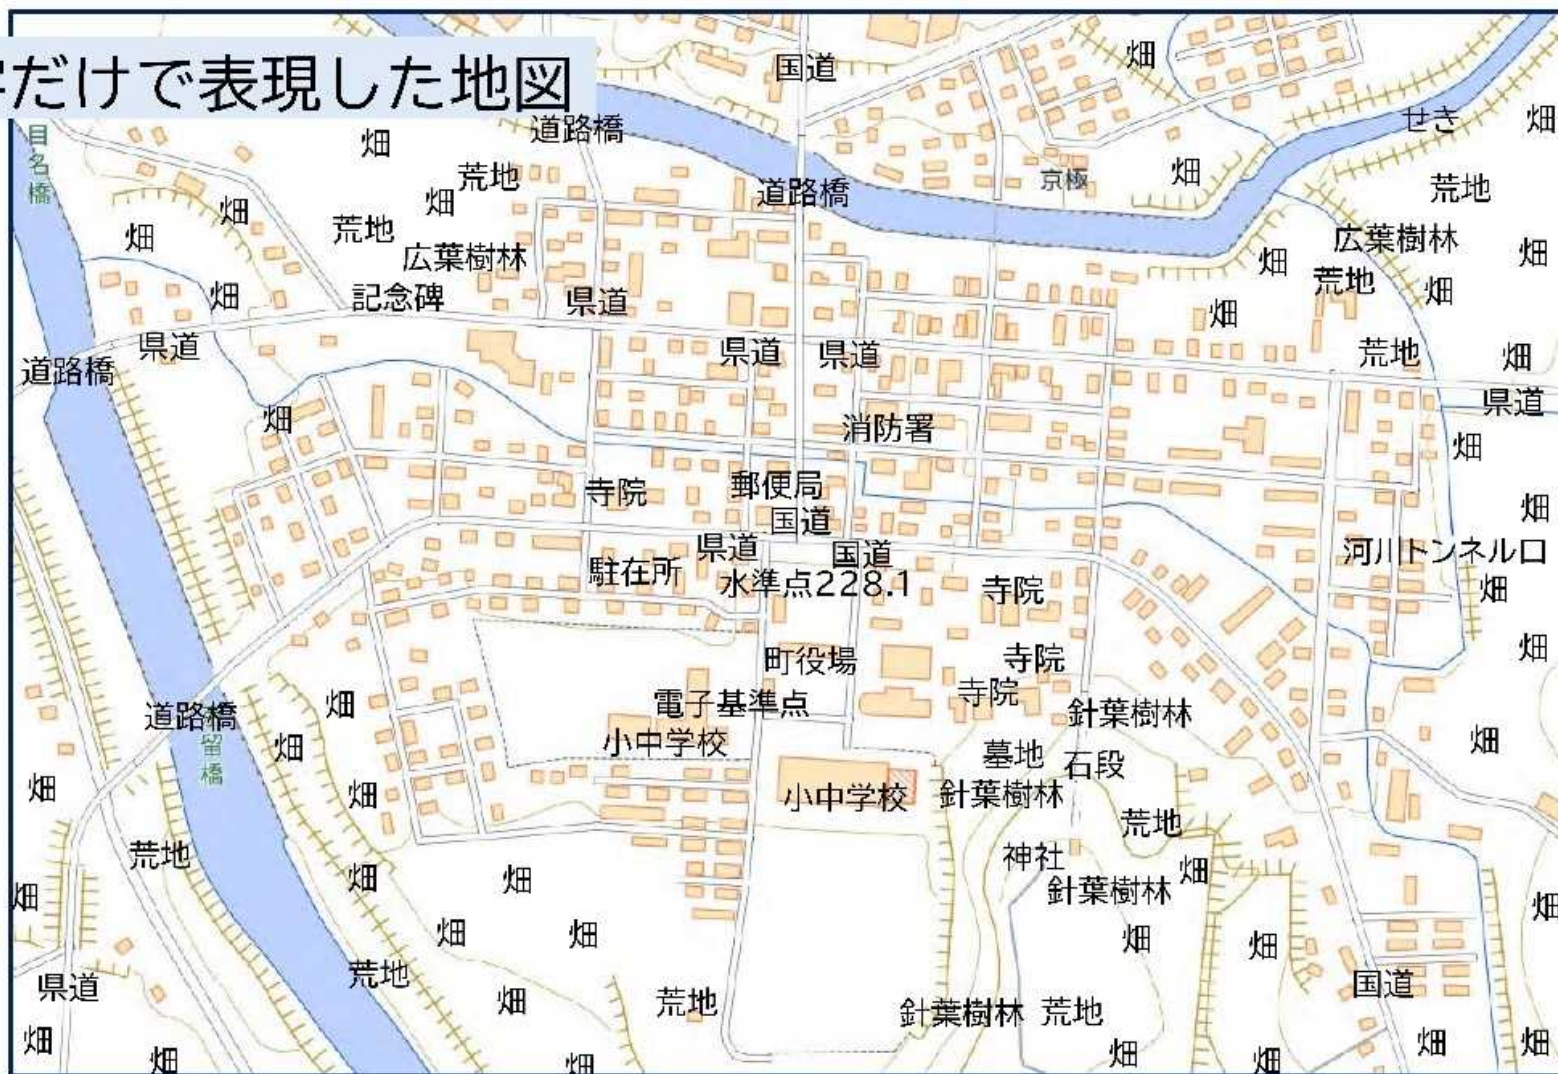 だけで表現した地図
国道
畑
せき
畑
目名橋
道路橋
畑
荒地
畑
京極
荒地
道路橋
畑
畑
荒地
広葉樹林
畑
畑
広葉樹林
畑
荒地
畑
畑
記念碑
県道
畑
県道
県道
県道
荒地
畑
道路橋
県道
畑
消防署
畑
寺院
郵便局
畑
国道
県道
国道
河川トンネル口
駐在所
水準点228.1
寺院
畑
畑
町役場
寺院
寺院
畑
電子基準点
針葉樹林
道路橋
留橋
畑
小中学校
畑
墓地
石段
畑
畑
小中学校
針葉樹林
荒地
荒地
神社
畑
畑
畑
針葉樹林
畑
畑
畑
畑
畑
畑
荒地
県道
国道
畑
荒地
針葉樹林
荒地
畑
畑
畑
畑
畑
畑
畑